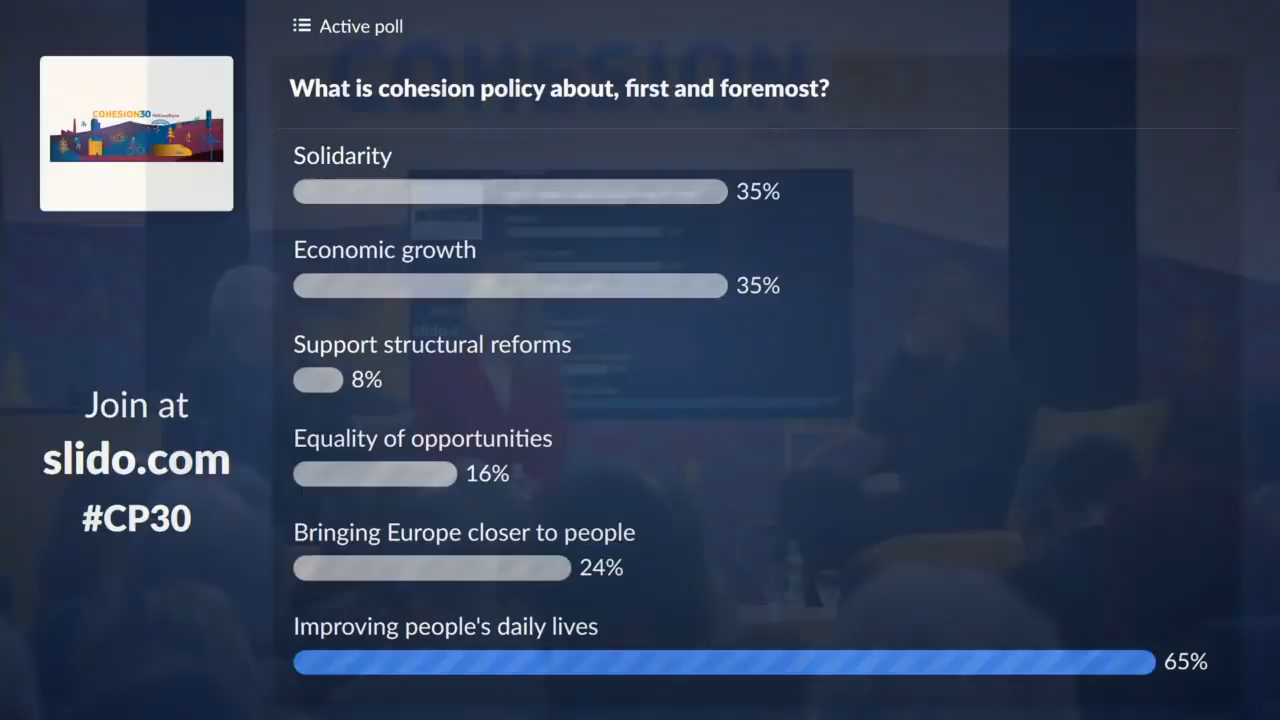 Active poll
What is cohesion policy about, first and foremost?
COHESION30
Solidarity
35%
Economic growth
35%
Support structural reforms
8%
Equality of opportunities
16%
Bringing Europe closer to people
24%
Improving people's daily lives
65%
Join at
slido.com
#CP30
COHESION